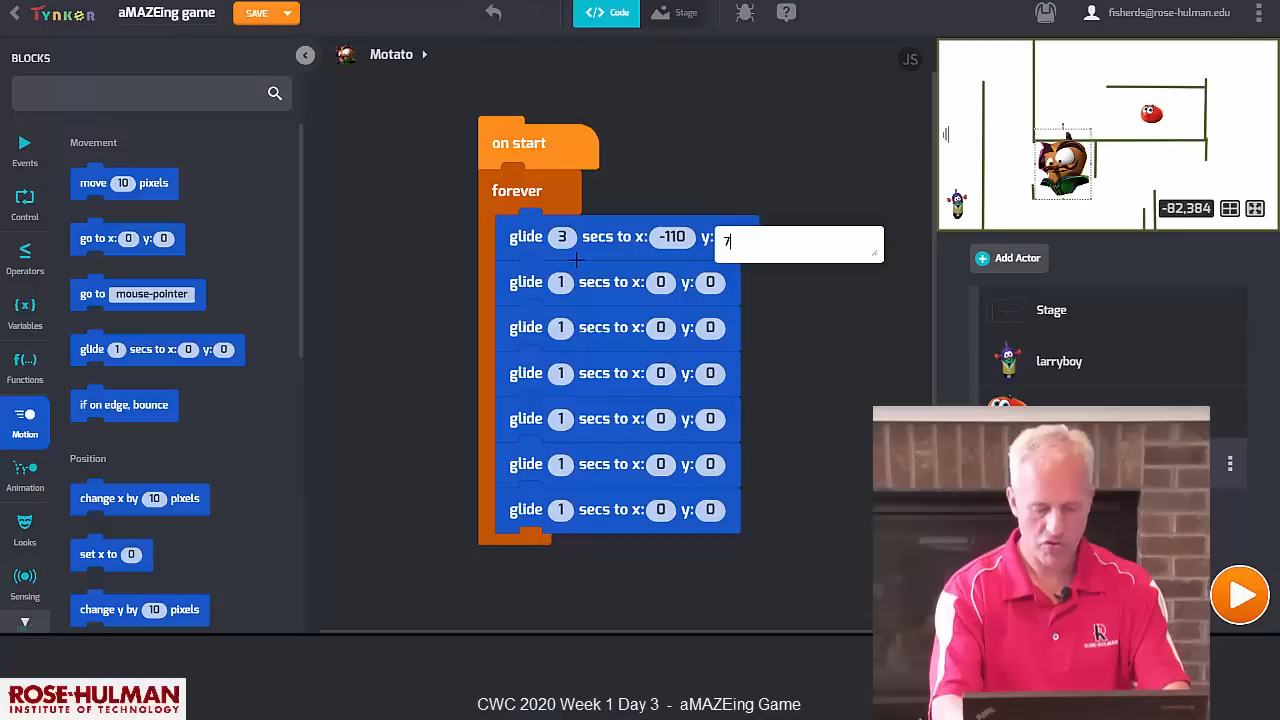 Tynker
aMAZEing game
SAVE
Code
Stage
fisherds@rose-hulman.edu
BLOCKS
Motato
JS
Events
Control
Operators
Variables
Functions
Motion
Animation
Looks
Sensing
Movement
move 10 pixels
go to x: 0 y: 0
go to mouse-pointer
glide 1 secs to x: 0 y: 0
if on edge, bounce
Position
change x by 10 pixels
set x to 0
change y by 10 pixels
on start
forever
glide 3 secs to x: -110 y: 7
glide 1 secs to x: 0 y: 0
glide 1 secs to x: 0 y: 0
glide 1 secs to x: 0 y: 0
glide 1 secs to x: 0 y: 0
glide 1 secs to x: 0 y: 0
glide 1 secs to x: 0 y: 0
-82,384
Add Actor
Stage
larryboy
R
ROSE-HULMAN
ROSE-HULMAN
INSTITUTE OF TECHNOLOGY
CWC 2020 Week 1 Day 3 - aMAZEing Game